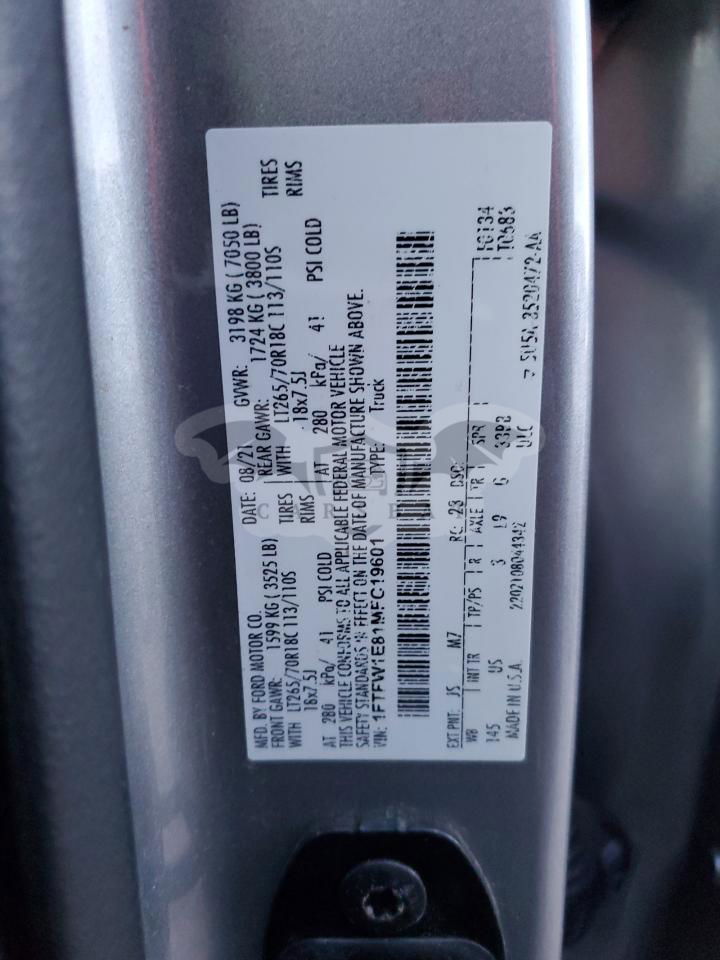 MFD. BY FORD MOTOR CO. DATE: 08/21 GVWR: 3198 KG ( 7050 LB)
FRONT GAWR: 1599 KG ( 3525 LB) REAR GAWR: 1724 KG ( 3800 LB)
WITH LT265/70R18C 113/110S TIRES WITH LT265/70R18C 113/110S TIRES
18x7.5J RIMS 18x7.5J RIMS
AT 280 kPa/ 41 PSI COLD AT 280 kPa/ 41 PSI COLD
THIS VEHICLE CONFORMS TO ALL APPLICABLE FEDERAL MOTOR VEHICLE
SAFETY STANDARDS IN EFFECT ON THE DATE OF MANUFACTURE SHOWN ABOVE.
VIN: 1FTFW1E81MFC19601 TYPE: Truck
EXT PNT: JS M7 RC: 23 DSO:
WB INT TR TP/PS R AXLE TR SPR T0134
145 US 3 19 G T0683
MADE IN U.S.A. 5U5A 3520472-AA